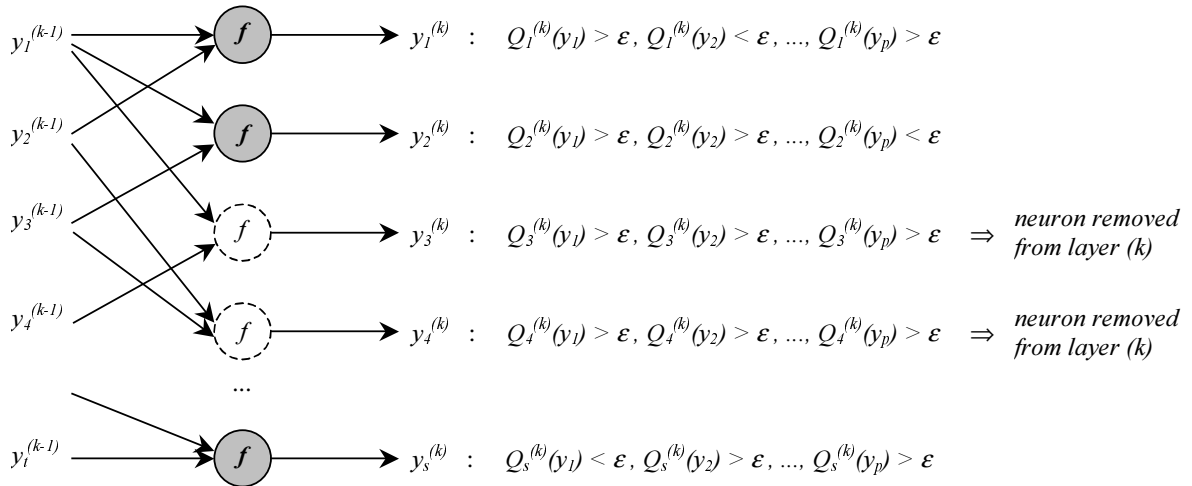 y₁⁽ᵏ⁻¹⁾ f y₁⁽ᵏ⁾ : Q₁⁽ᵏ⁾(y₁) > ε , Q₁⁽ᵏ⁾(y₂) < ε , ..., Q₁⁽ᵏ⁾(yₚ) > ε
y₂⁽ᵏ⁻¹⁾ f y₂⁽ᵏ⁾ : Q₂⁽ᵏ⁾(y₁) > ε , Q₂⁽ᵏ⁾(y₂) > ε , ..., Q₂⁽ᵏ⁾(yₚ) < ε
y₃⁽ᵏ⁻¹⁾ f y₃⁽ᵏ⁾ : Q₃⁽ᵏ⁾(y₁) > ε , Q₃⁽ᵏ⁾(y₂) > ε , ..., Q₃⁽ᵏ⁾(yₚ) > ε ⇒ neuron removed
from layer (k)
y₄⁽ᵏ⁻¹⁾ f y₄⁽ᵏ⁾ : Q₄⁽ᵏ⁾(y₁) > ε , Q₄⁽ᵏ⁾(y₂) > ε , ..., Q₄⁽ᵏ⁾(yₚ) > ε ⇒ neuron removed
from layer (k)
...
yₜ⁽ᵏ⁻¹⁾ f yₛ⁽ᵏ⁾ : Qₛ⁽ᵏ⁾(y₁) < ε , Qₛ⁽ᵏ⁾(y₂) > ε , ..., Qₛ⁽ᵏ⁾(yₚ) > ε